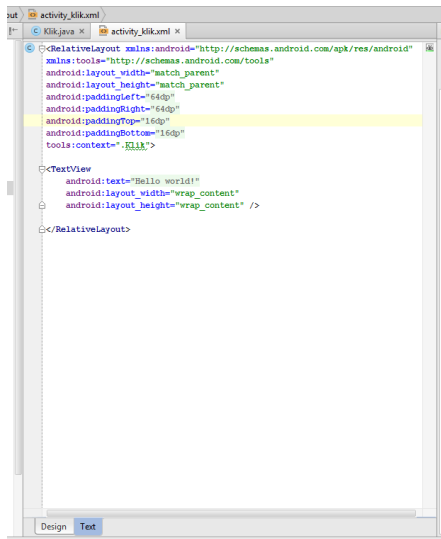 out activity_klik.xml
Klik.java × activity_klik.xml ×
<RelativeLayout xmlns:android="http://schemas.android.com/apk/res/android"
xmlns:tools="http://schemas.android.com/tools"
android:layout_width="match_parent"
android:layout_height="match_parent"
android:paddingLeft="64dp"
android:paddingRight="64dp"
android:paddingTop="16dp"
android:paddingBottom="16dp"
tools:context=".Klik">
<TextView
android:text="Hello world!"
android:layout_width="wrap_content"
android:layout_height="wrap_content" />
</RelativeLayout>
Design Text